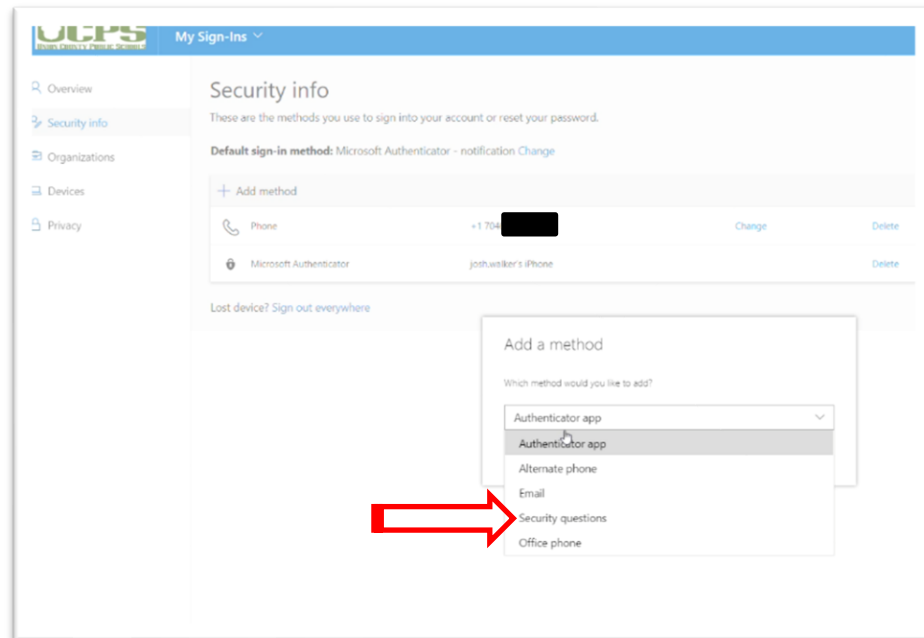 UCPS
My Sign-Ins
Overview
Security info
Organizations
Devices
Privacy
Security info
These are the methods you use to sign into your account or reset your password.
Default sign-in method: Microsoft Authenticator - notification Change
Add method
Phone +1 704 Change Delete
Microsoft Authenticator josh.walker's iPhone Delete
Lost device? Sign out everywhere
Add a method
Which method would you like to add?
Authenticator app
Authenticator app
Alternate phone
Email
Security questions
Office phone